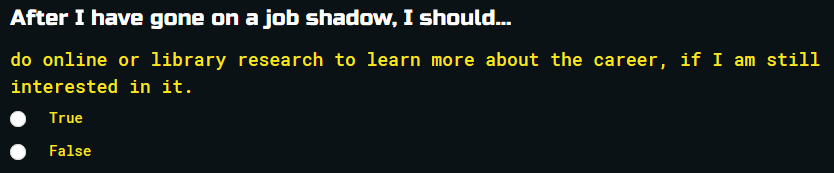 After I have gone on a job shadow, I should...
do online or library research to learn more about the career, if I am still
interested in it.
True
False